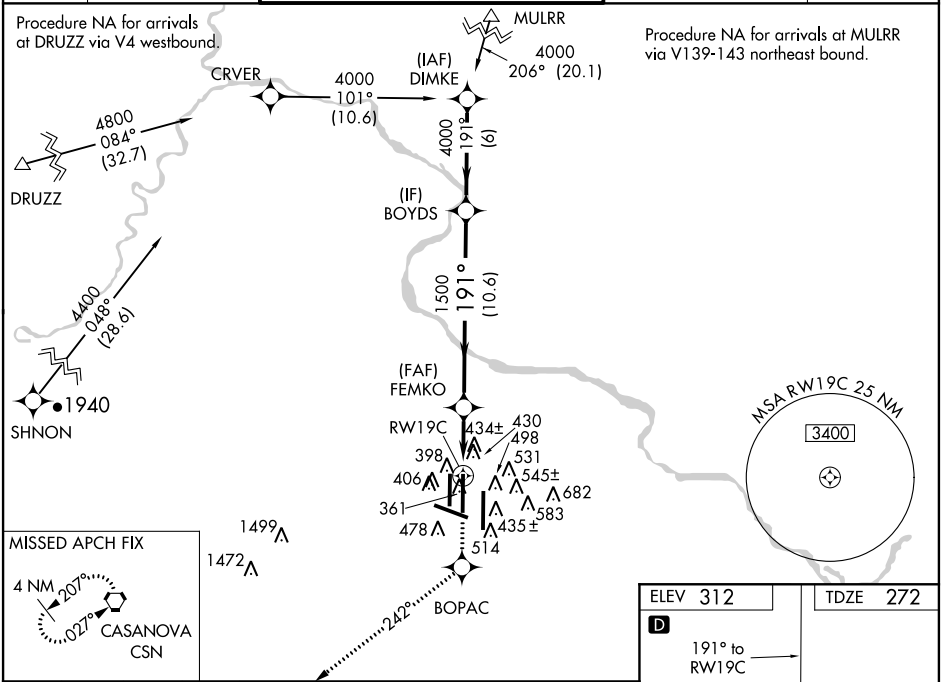 Procedure NA for arrivals
at DRUZZ via V4 westbound.
MULRR
Procedure NA for arrivals at MULRR
via V139-143 northeast bound.
4000
206° (20.1)
(IAF)
DIMKE
CRVER
4000
101°
(10.6)
4800
084°
(32.7)
DRUZZ
4000
191°
(6)
(IF)
BOYDS
4400
048°
(28.6)
1500
191°
(10.6)
SHNON
1940
(FAF)
FEMKO
MSA RW19C 25 NM
3400
RW19C
434±
430
498
398
531
406
545±
682
361
583
478
435±
514
1499
1472
BOPAC
242°
MISSED APCH FIX
4 NM
207°
027°
CASANOVA
CSN
ELEV 312
TDZE 272
D
191° to
RW19C